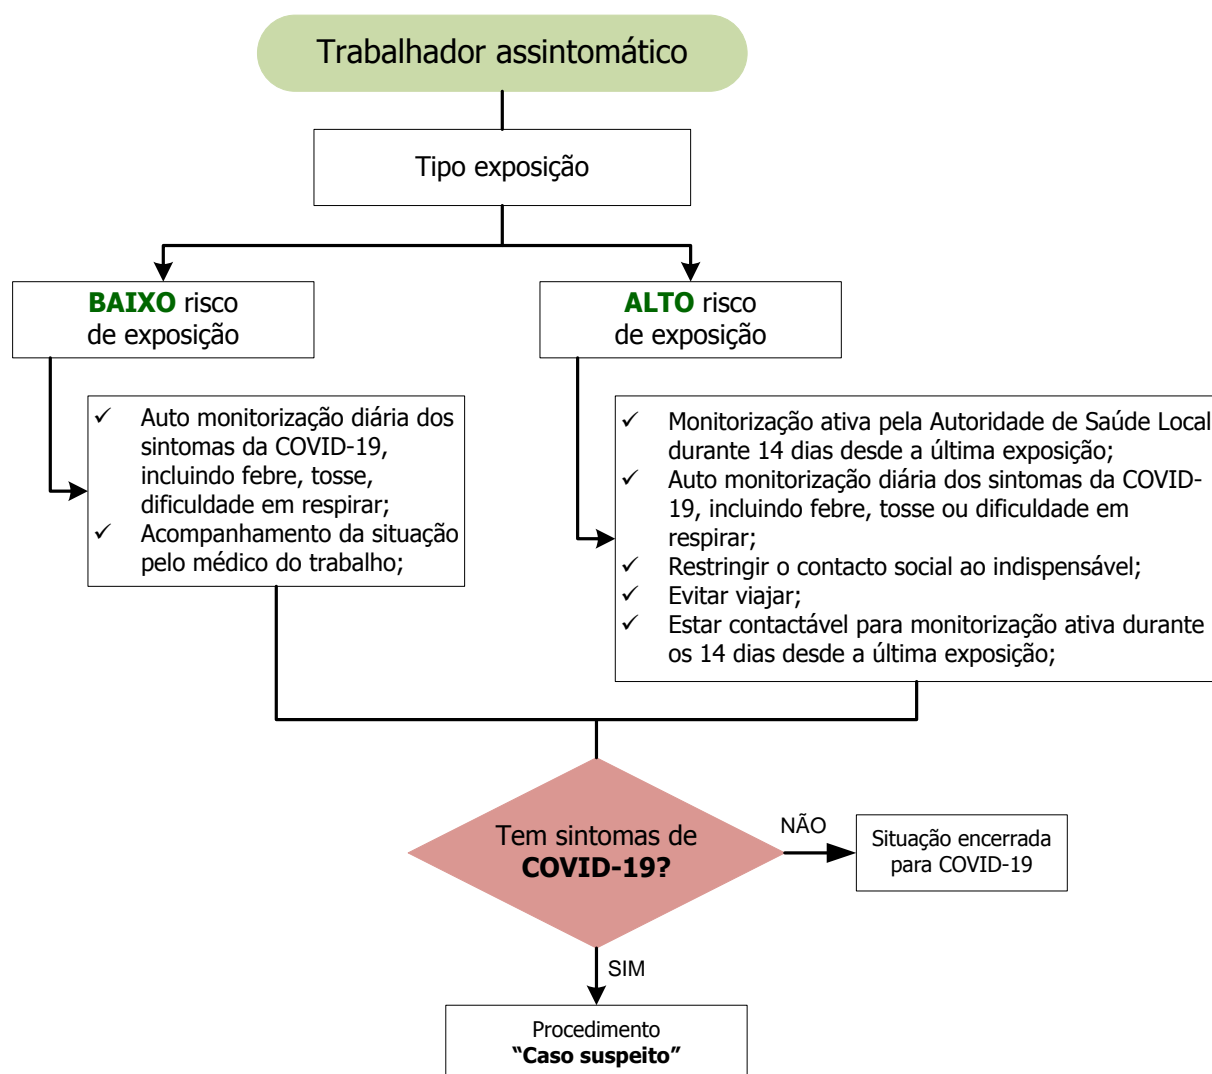 Trabalhador assintomático
Tipo exposição
BAIXO risco
de exposição
ALTO risco
de exposição
✓ Auto monitorização diária dos
sintomas da COVID-19,
incluindo febre, tosse,
dificuldade em respirar;
✓ Acompanhamento da situação
pelo médico do trabalho;
✓ Monitorização ativa pela Autoridade de Saúde Local
durante 14 dias desde a última exposição;
✓ Auto monitorização diária dos sintomas da COVID-
19, incluindo febre, tosse ou dificuldade em
respirar;
✓ Restringir o contacto social ao indispensável;
✓ Evitar viajar;
✓ Estar contactável para monitorização ativa durante
os 14 dias desde a última exposição;
Tem sintomas de
COVID-19?
NÃO
Situação encerrada
para COVID-19
SIM
Procedimento
“Caso suspeito”